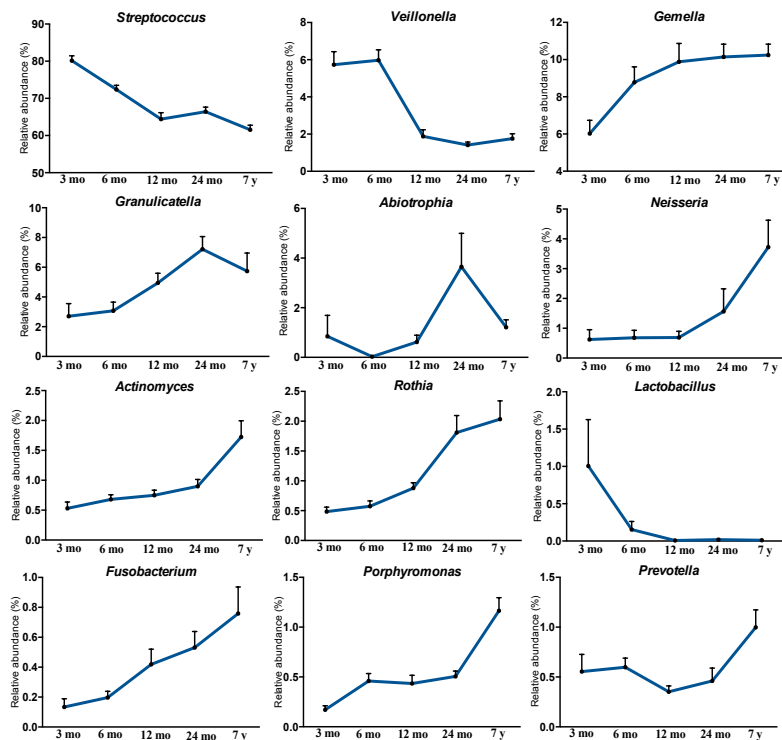 Streptococcus
Relative abundance (%)
90
80
70
60
50
3 mo 6 mo 12 mo 24 mo 7 y
Veillonella
Relative abundance (%)
8
6
4
2
0
3 mo 6 mo 12 mo 24 mo 7 y
Gemella
Relative abundance (%)
12
10
8
6
4
3 mo 6 mo 12 mo 24 mo 7 y
Granulicatella
Relative abundance (%)
10
8
6
4
2
0
3 mo 6 mo 12 mo 24 mo 7 y
Abiotrophia
Relative abundance (%)
6
4
2
0
3 mo 6 mo 12 mo 24 mo 7 y
Neisseria
Relative abundance (%)
5
4
3
2
1
0
3 mo 6 mo 12 mo 24 mo 7 y
Actinomyces
Relative abundance (%)
2.5
2.0
1.5
1.0
0.5
0.0
3 mo 6 mo 12 mo 24 mo 7 y
Rothia
Relative abundance (%)
2.5
2.0
1.5
1.0
0.5
0.0
3 mo 6 mo 12 mo 24 mo 7 y
Lactobacillus
Relative abundance (%)
2.0
1.5
1.0
0.5
0.0
3 mo 6 mo 12 mo 24 mo 7 y
Fusobacterium
Relative abundance (%)
1.0
0.8
0.6
0.4
0.2
0.0
3 mo 6 mo 12 mo 24 mo 7 y
Porphyromonas
Relative abundance (%)
1.5
1.0
0.5
0.0
3 mo 6 mo 12 mo 24 mo 7 y
Prevotella
Relative abundance (%)
1.5
1.0
0.5
0.0
3 mo 6 mo 12 mo 24 mo 7 y